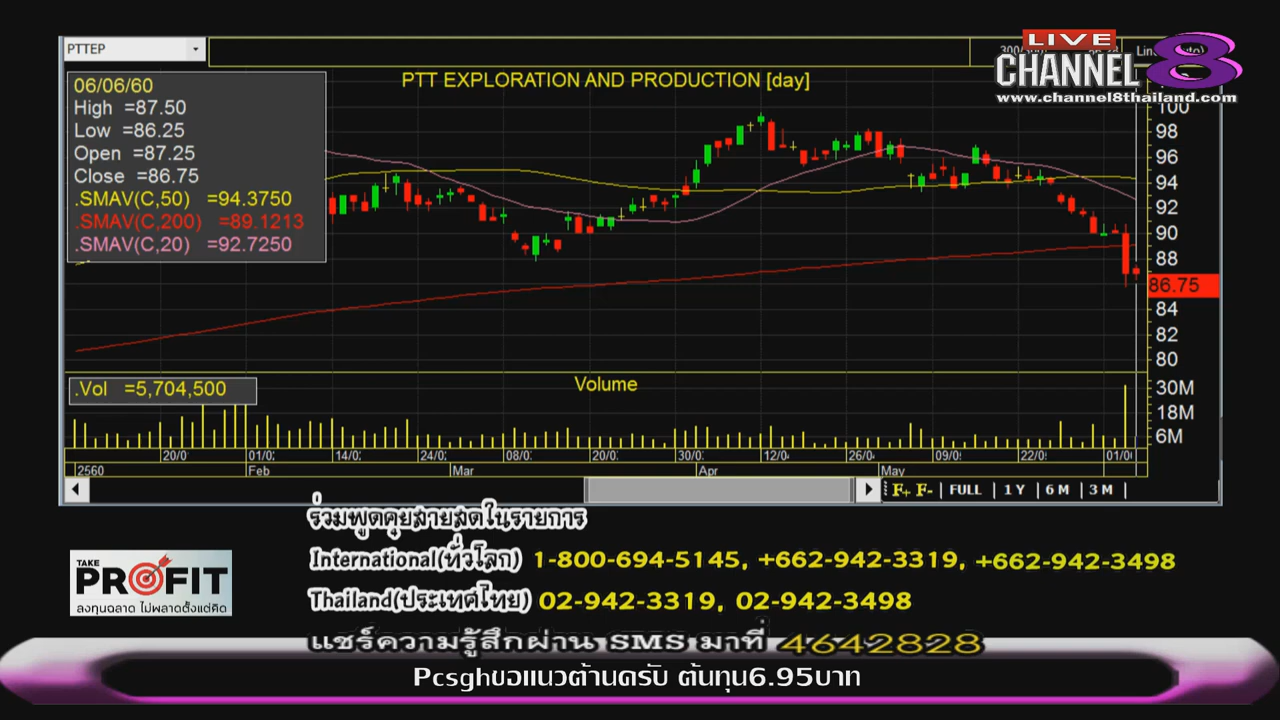 PTTEP
LIVE
CHANNEL 8
www.channel8thailand.com
PTT EXPLORATION AND PRODUCTION [day]
06/06/60
High =87.50
Low =86.25
Open =87.25
Close =86.75
.SMAV(C,50) =94.3750
.SMAV(C,200) =89.1213
.SMAV(C,20) =92.7250
100
98
96
94
92
90
88
86.75
84
82
80
.Vol =5,704,500
Volume
30M
18M
6M
20/0 01/0 14/0 24/0 08/0 20/0 30/0 12/0 26/0 09/0 22/0 01/0
2560 Feb Mar Apr May
F+ F- | FULL | 1 Y | 6 M | 3 M |
ร่วมพูดคุยสายสดในรายการ
International(ทั่วโลก) 1-800-694-5145, +662-942-3319, +662-942-3498
Thailand(ประเทศไทย) 02-942-3319, 02-942-3498
TAKE
PROFIT
ลงทุนฉลาด ไม่พลาดตั้งแต่คิด
แชร์ความรู้สึกผ่าน SMS มาที่ 4642828
Pcsghขอแนวต้านครับ ต้นทุน6.95บาท